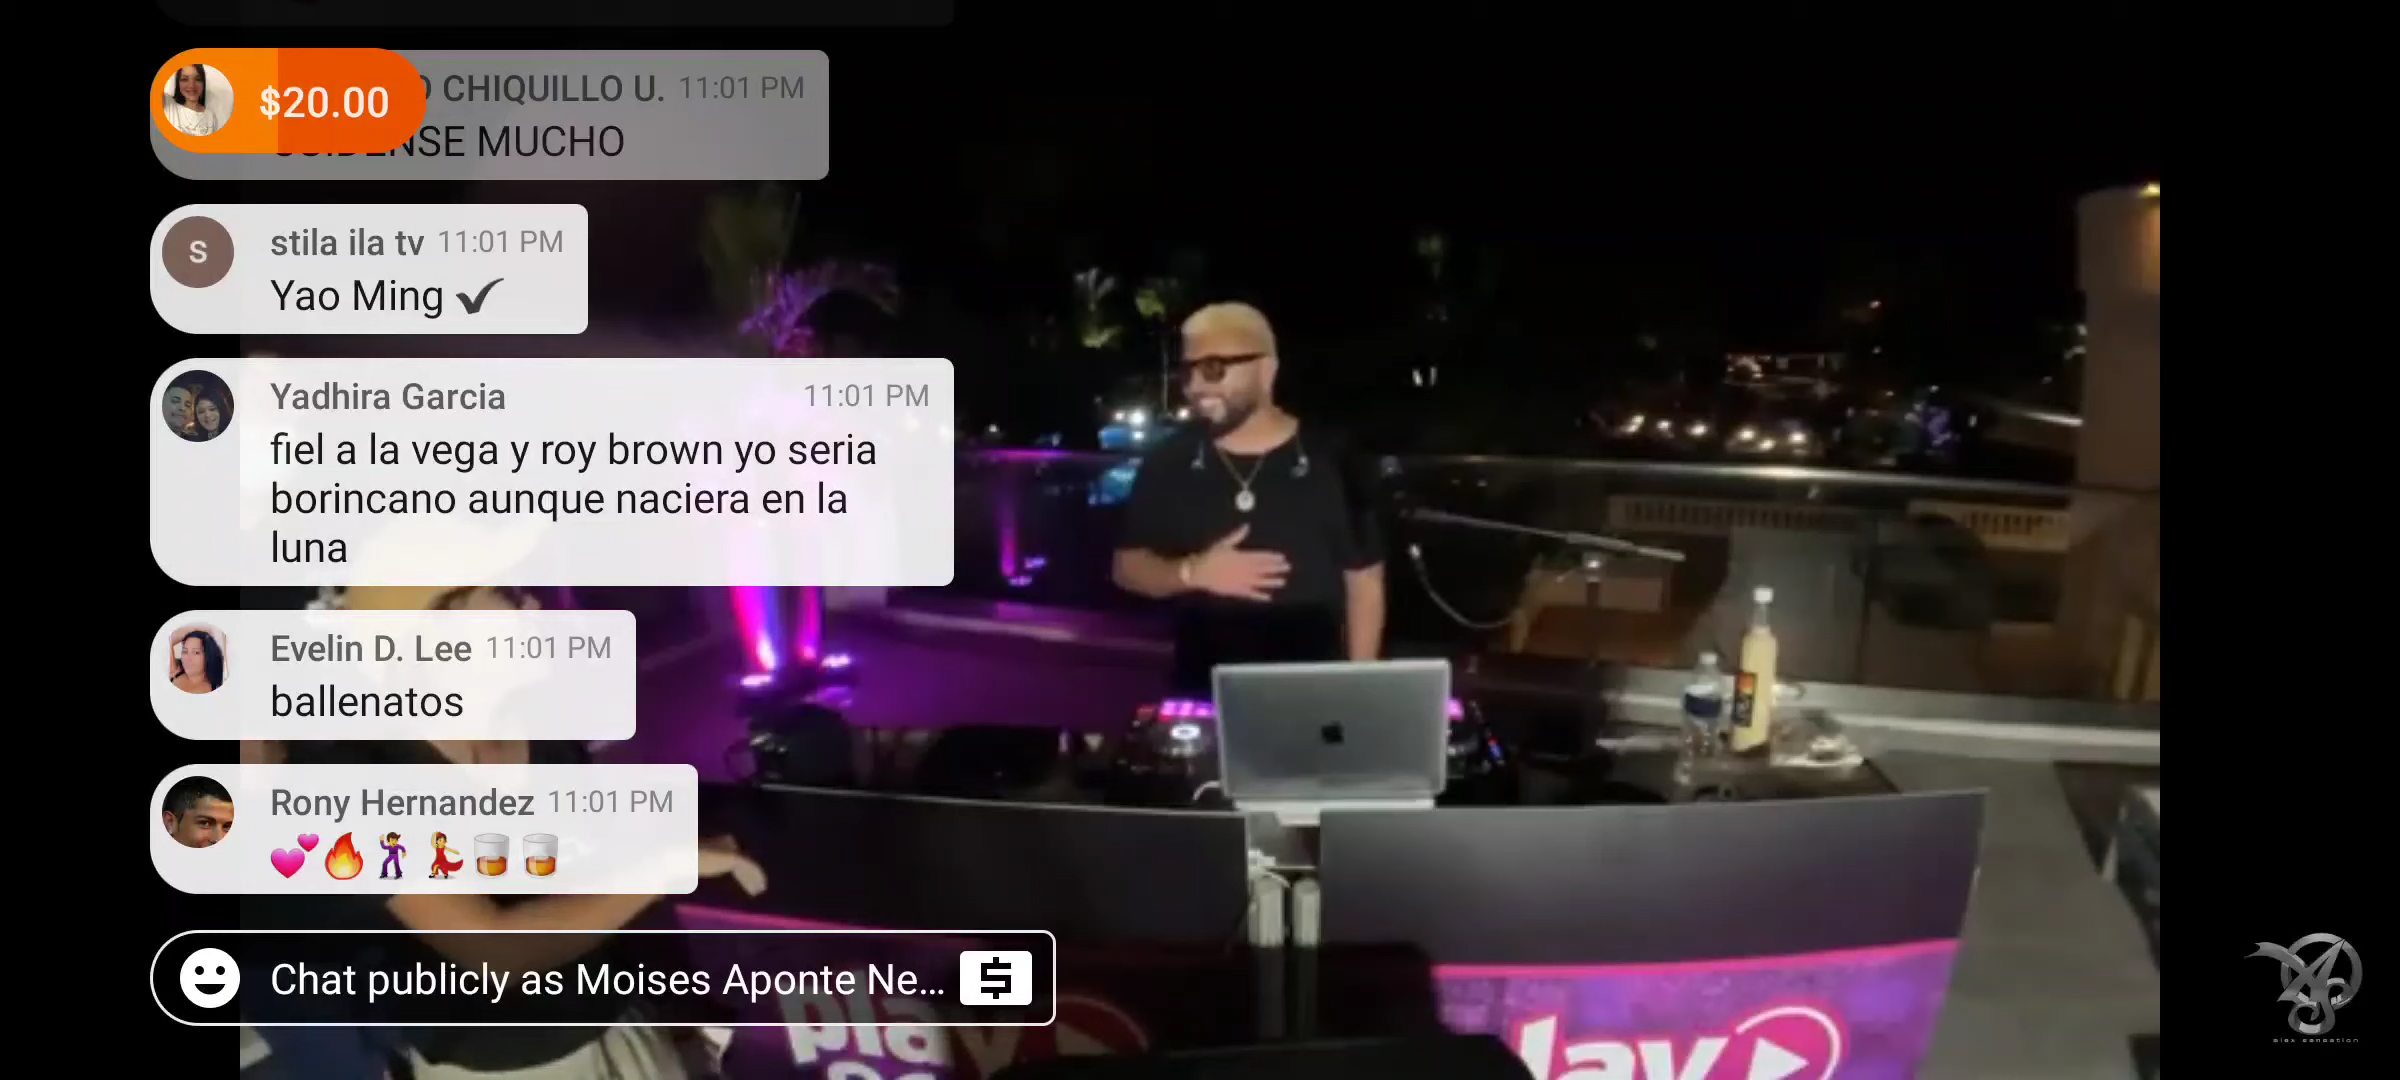 $20.00
CHIQUILLO U. 11:01 PM
MUCHO
S
stila ila tv 11:01 PM
Yao Ming ✔
Yadhira Garcia 11:01 PM
fiel a la vega y roy brown yo seria
borincano aunque naciera en la
luna
Evelin D. Lee 11:01 PM
ballenatos
Rony Hernandez 11:01 PM
💕🔥🕺💃🥃🥃
Chat publicly as Moises Aponte Ne...
$
alex sensation